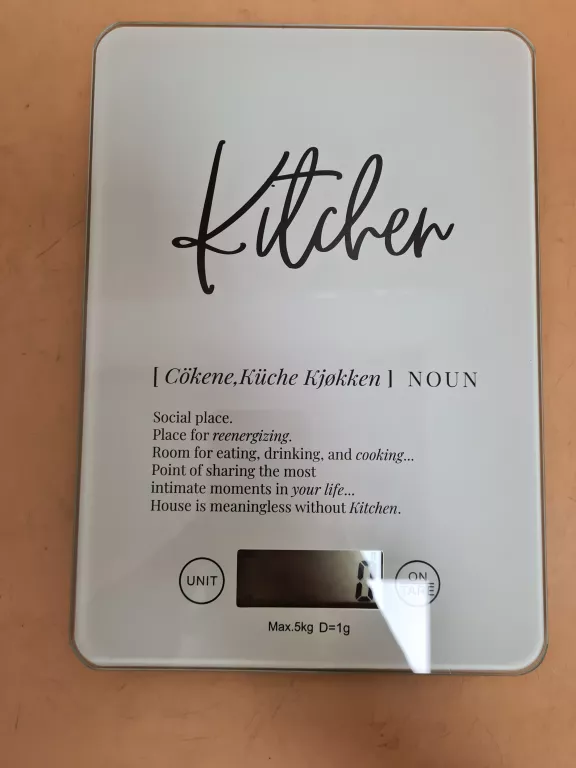 Kitchen
[ Cökene,Küche Kjøkken ] NOUN
Social place.
Place for reenergizing.
Room for eating, drinking, and cooking...
Point of sharing the most
intimate moments in your life...
House is meaningless without Kitchen.
UNIT
0
ON
TARE
Max.5kg D=1g